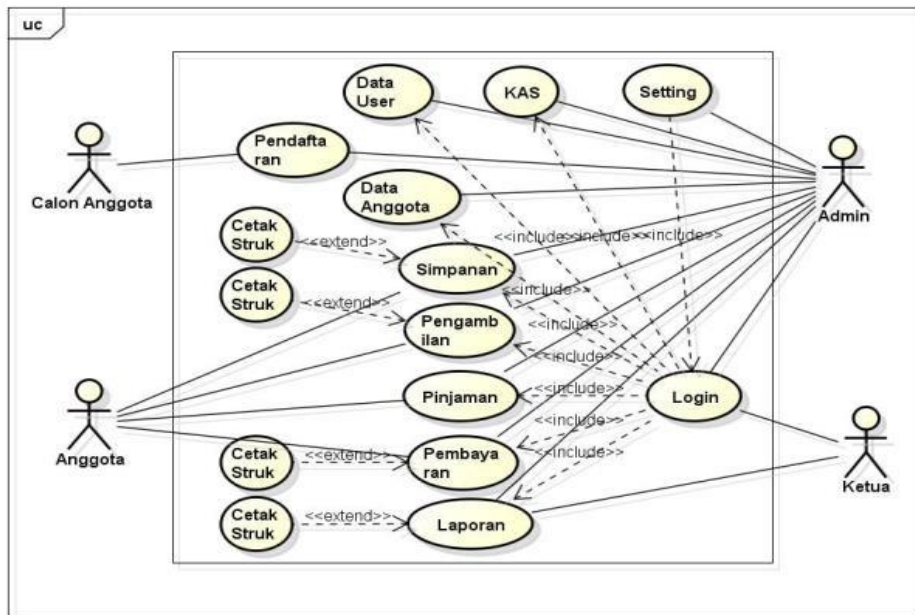 uc
Data
User
KAS
Setting
Pendafta
ran
Calon Anggota
Data
Anggota
Admin
Cetak
Struk
<<extend>>
Simpanan
<<include>>
<<include>>
<<include>>
Cetak
Struk
<<extend>>
Pengamb
ilan
<<include>>
<<include>>
<<include>>
Pinjaman
<<include>>
Login
Anggota
<<include>>
Cetak
Struk
<<extend>>
Pembaya
ran
<<include>>
Ketua
Cetak
Struk
<<extend>>
Laporan